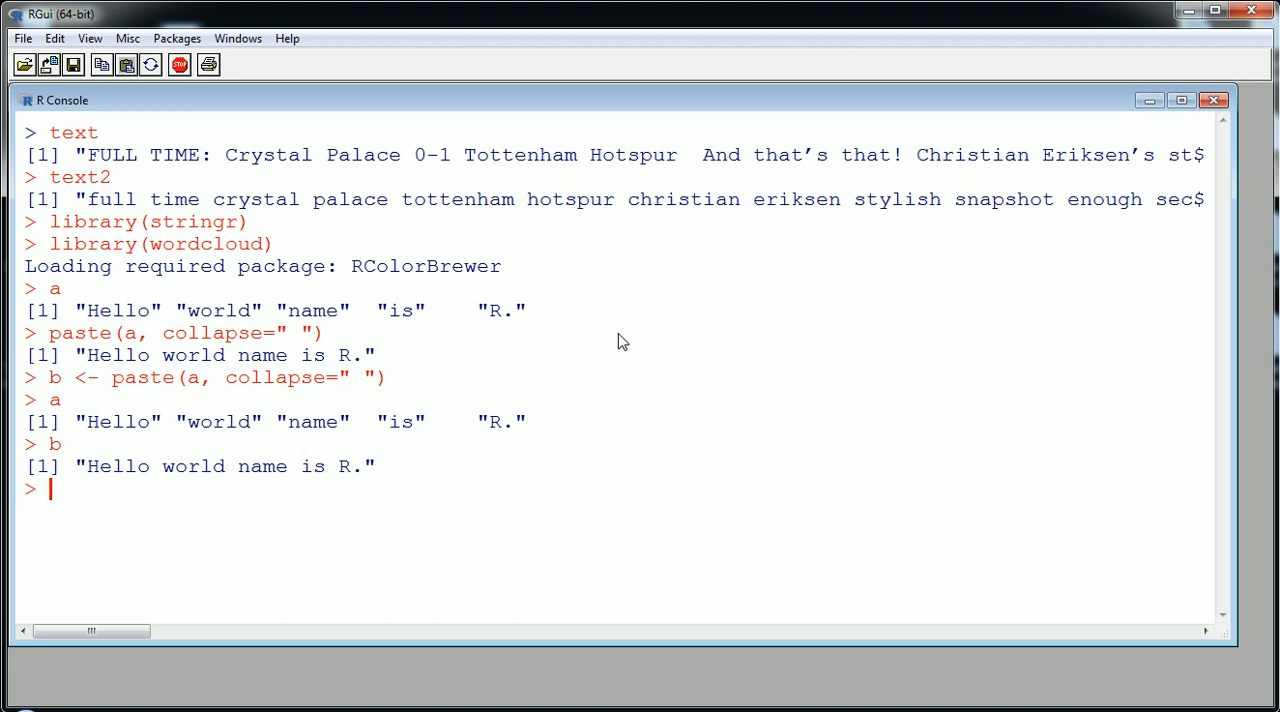 RGui (64-bit)
File Edit View Misc Packages Windows Help
STOP
R Console
> text
[1] "FULL TIME: Crystal Palace 0-1 Tottenham Hotspur  And that’s that! Christian Eriksen’s st$
> text2
[1] "full time crystal palace tottenham hotspur christian eriksen stylish snapshot enough sec$
> library(stringr)
> library(wordcloud)
Loading required package: RColorBrewer
> a
[1] "Hello" "world" "name"  "is"    "R."
> paste(a, collapse=" ")
[1] "Hello world name is R."
> b <- paste(a, collapse=" ")
> a
[1] "Hello" "world" "name"  "is"    "R."
> b
[1] "Hello world name is R."
>